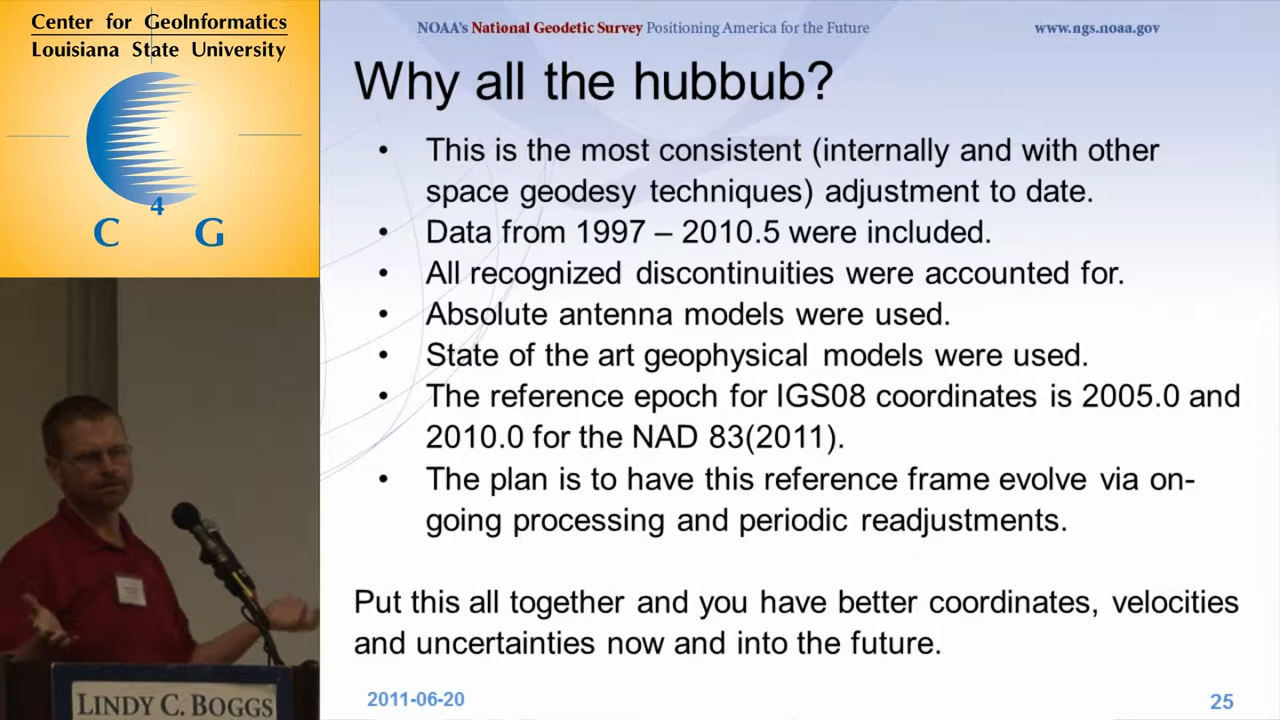 Center for GeoInformatics
Louisiana State University
C 4 G
NOAA's National Geodetic Survey Positioning America for the Future
www.ngs.noaa.gov
Why all the hubbub?
• This is the most consistent (internally and with other
space geodesy techniques) adjustment to date.
• Data from 1997 – 2010.5 were included.
• All recognized discontinuities were accounted for.
• Absolute antenna models were used.
• State of the art geophysical models were used.
• The reference epoch for IGS08 coordinates is 2005.0 and
2010.0 for the NAD 83(2011).
• The plan is to have this reference frame evolve via on-
going processing and periodic readjustments.
Put this all together and you have better coordinates, velocities
and uncertainties now and into the future.
2011-06-20
25
LINDY C. BOGGS